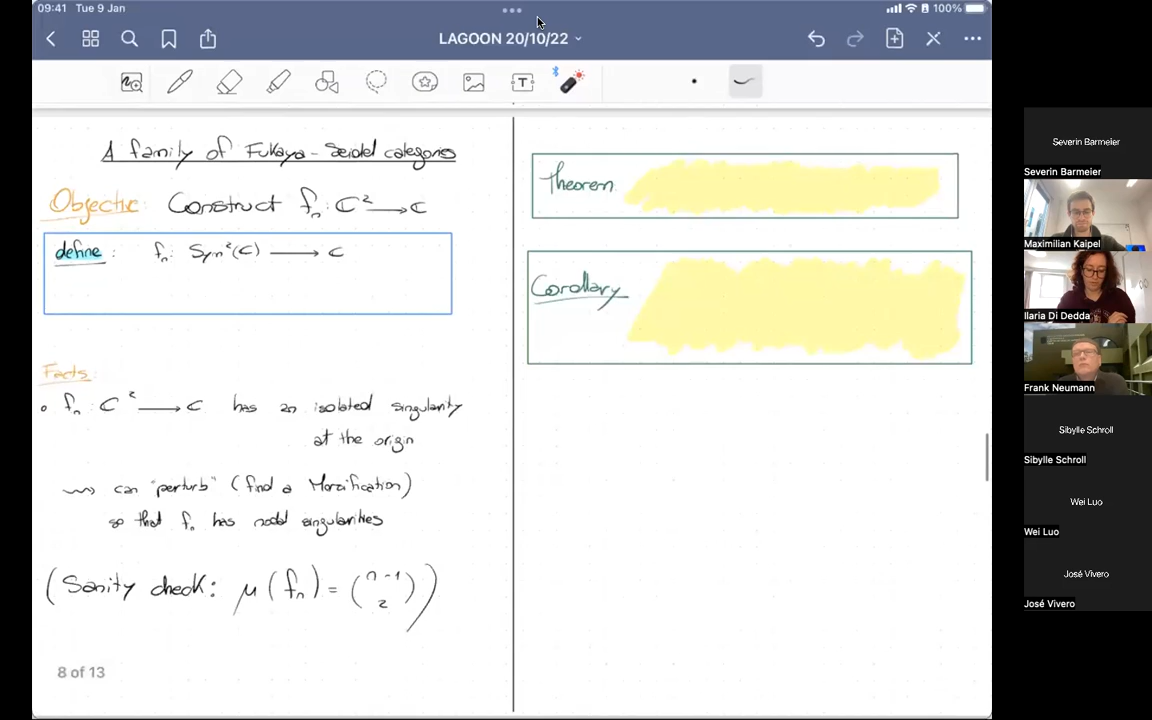 09:41 Tue 9 Jan
100%
LAGOON 20/10/22
A family of Fukaya-Seidel categories
Objective: Construct fₙ: C² → C
define: fₙ: Sym²(C) → C
Facts:
∘ fₙ: C² → C has an isolated singularity
at the origin
⇝ can "perturb" (find a Morsification)
so that fₙ has nodal singularities
(Sanity check: μ(fₙ) = (n-1
2))
8 of 13
Theorem
Corollary
Severin Barmeier
Severin Barmeier
Maximilian Kaipel
Ilaria Di Dedda
Frank Neumann
Sibylle Schroll
Sibylle Schroll
Wei Luo
Wei Luo
José Vivero
José Vivero